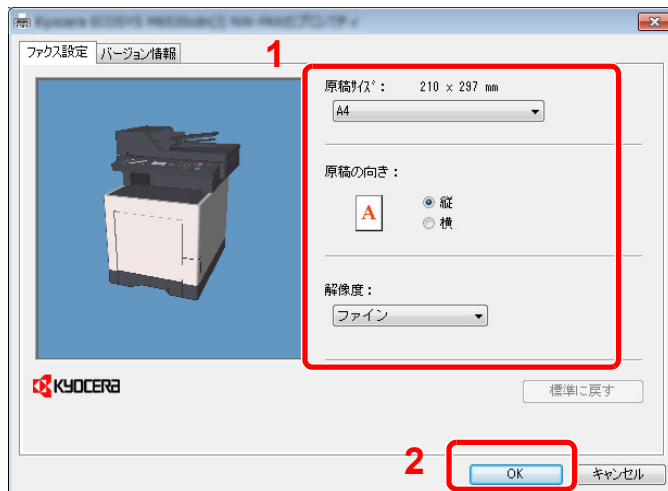 ファクス設定 バージョン情報
1
原稿ｻｲｽﾞ： 210 x 297 mm
A4
原稿の向き：
A
縦
横
解像度：
ファイン
KYOCERA
標準に戻す
2
OK キャンセル